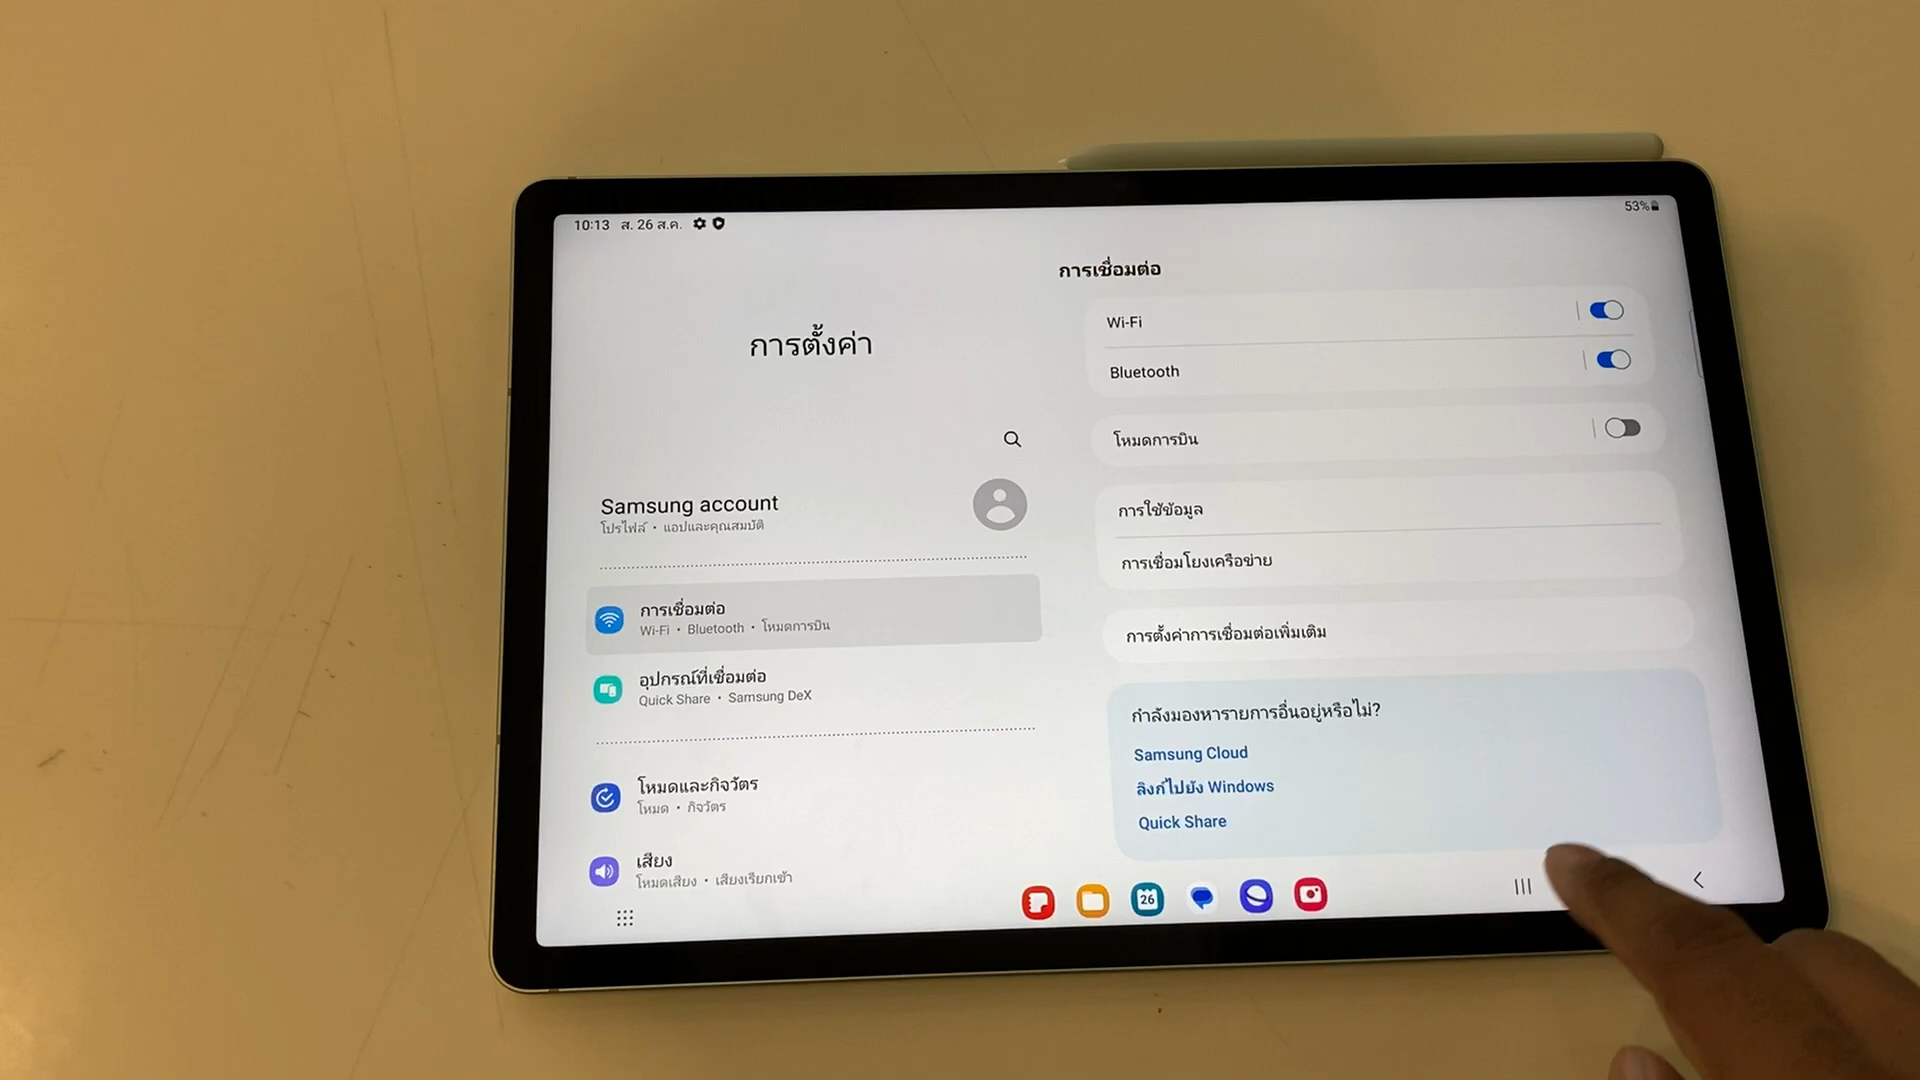 10:13 ส. 26 ส.ค.
53%
การตั้งค่า
Samsung account
โปรไฟล์ • แอปและคุณสมบัติ
การเชื่อมต่อ
Wi-Fi • Bluetooth • โหมดการบิน
อุปกรณ์ที่เชื่อมต่อ
Quick Share • Samsung DeX
โหมดและกิจวัตร
โหมด • กิจวัตร
เสียง
โหมดเสียง • เสียงเรียกเข้า
การเชื่อมต่อ
Wi-Fi
Bluetooth
โหมดการบิน
การใช้ข้อมูล
การเชื่อมโยงเครือข่าย
การตั้งค่าการเชื่อมต่อเพิ่มเติม
กำลังมองหารายการอื่นอยู่หรือไม่?
Samsung Cloud
ลิงก์ไปยัง Windows
Quick Share
26